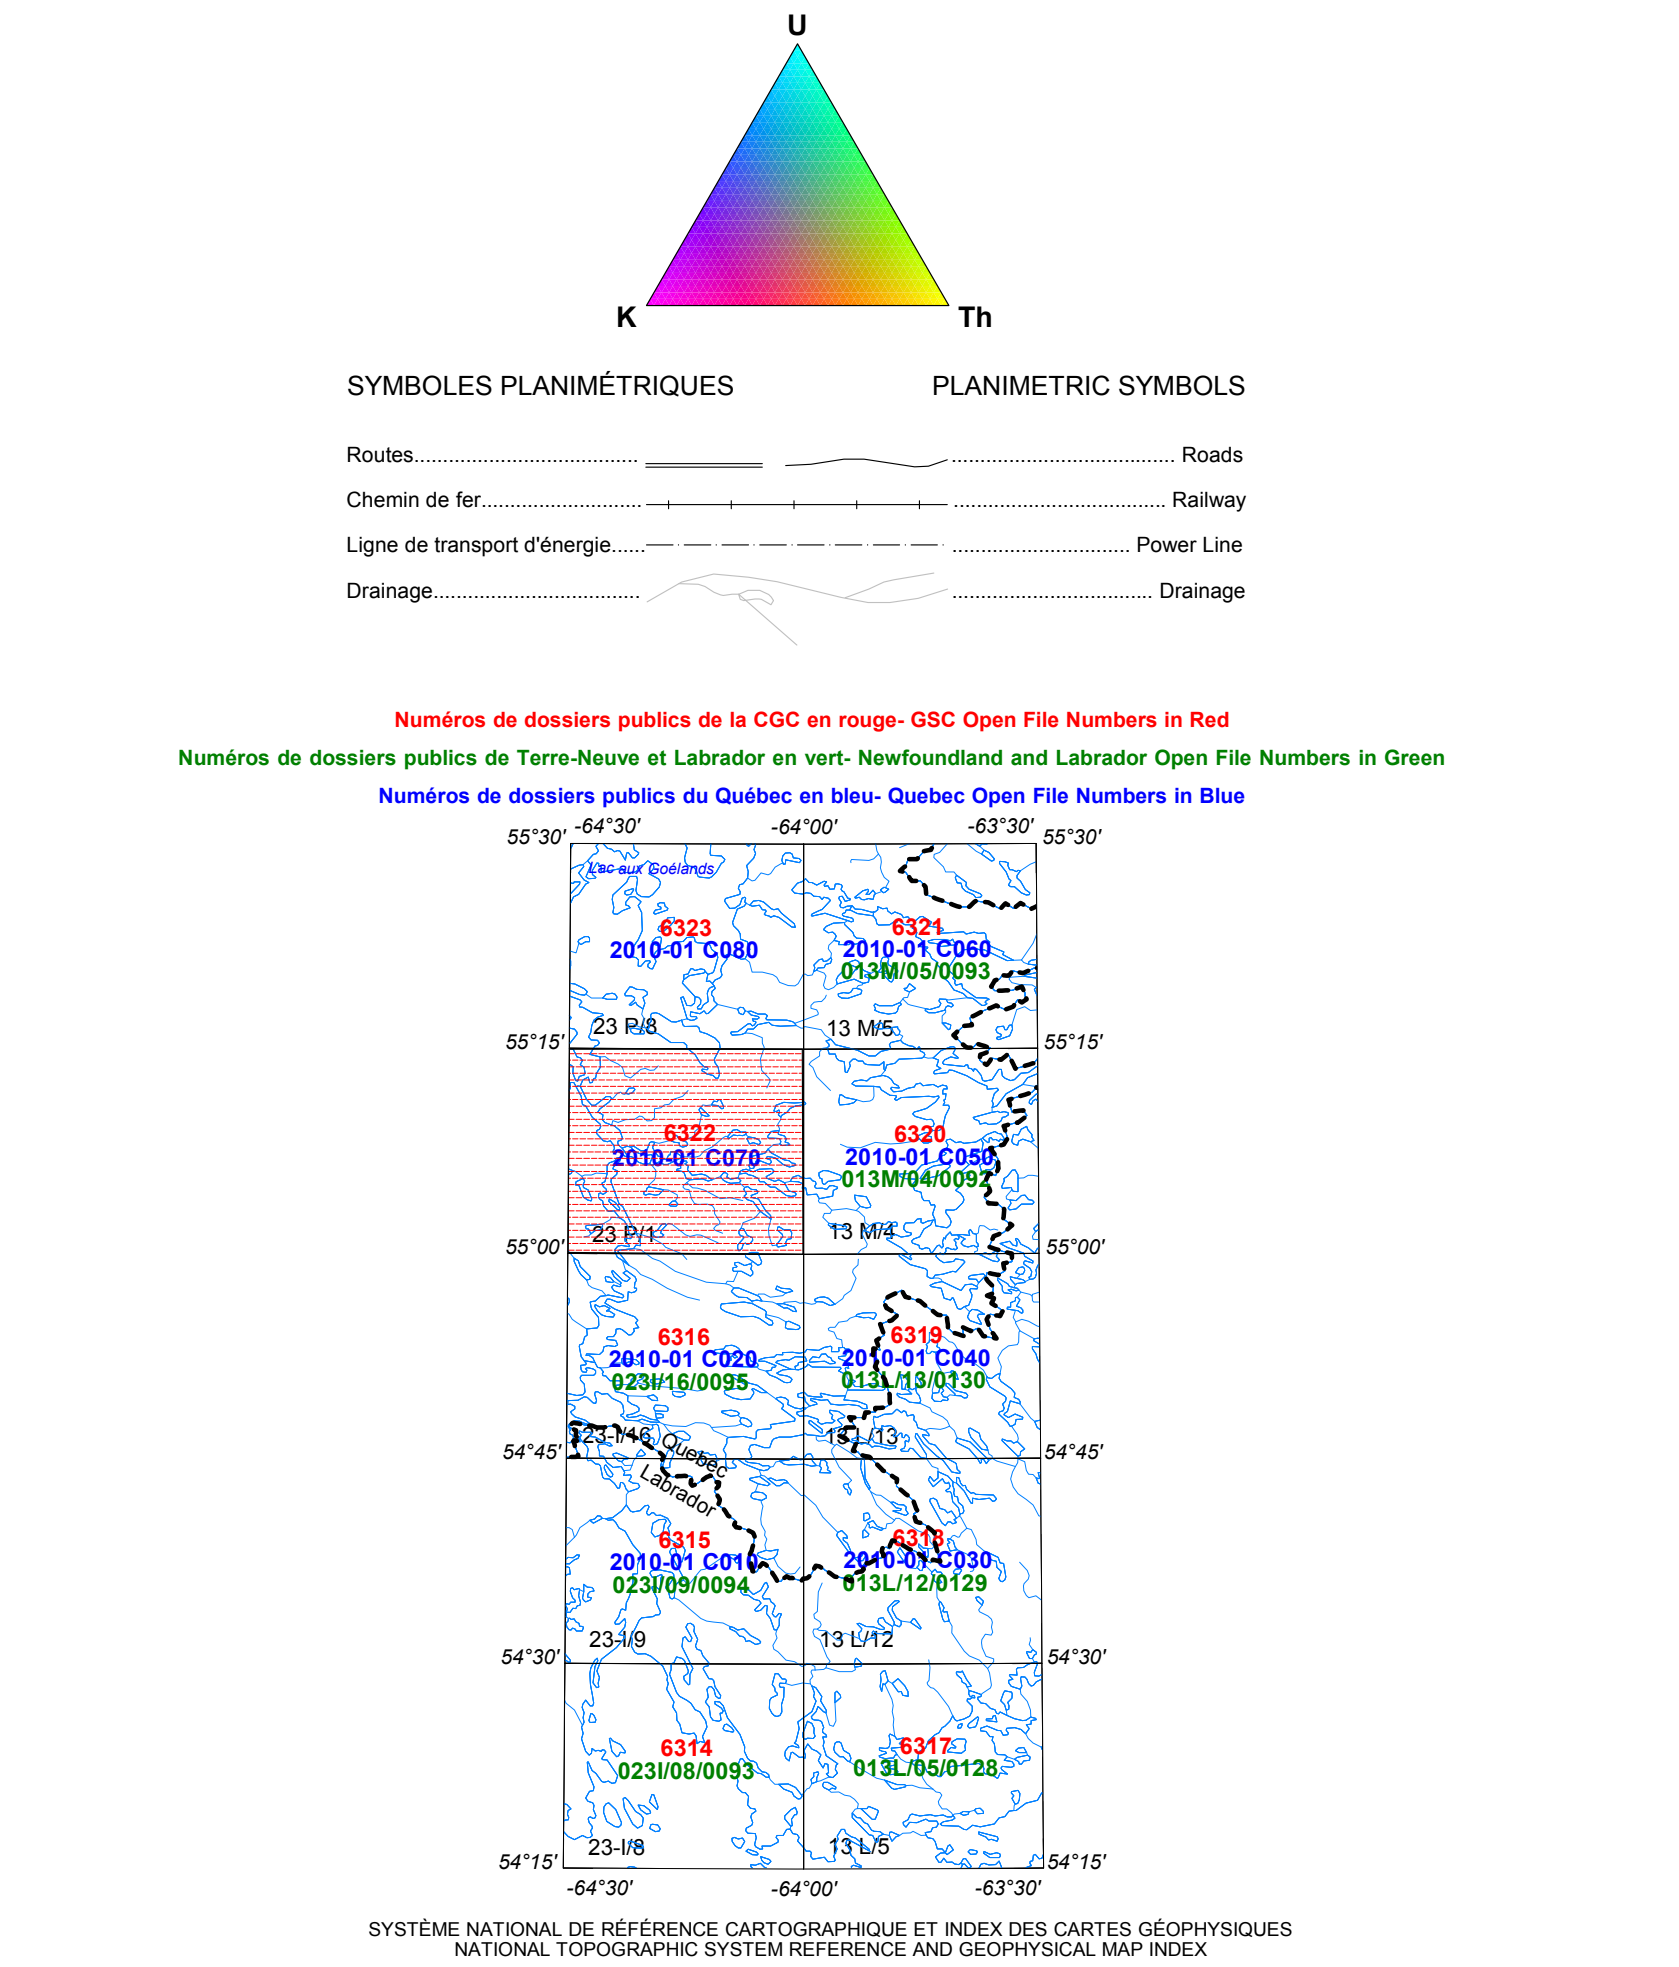 U
K
Th
SYMBOLES PLANIMÉTRIQUES PLANIMETRIC SYMBOLS
Routes....................................... ....................................... Roads
Chemin de fer............................ ..................................... Railway
Ligne de transport d'énergie...... ............................... Power Line
Drainage.................................... ................................... Drainage
Numéros de dossiers publics de la CGC en rouge- GSC Open File Numbers in Red
Numéros de dossiers publics de Terre-Neuve et Labrador en vert- Newfoundland and Labrador Open File Numbers in Green
Numéros de dossiers publics du Québec en bleu- Quebec Open File Numbers in Blue
-64°30' -64°00' -63°30'
55°30' 55°30'
Lac aux Goélands
6323 6321
2010-01 C080 2010-01 C060
013M/05/0093
23 P/8 13 M/5
55°15' 55°15'
6322 6320
2010-01 C070 2010-01 C050
013M/04/0092
23 P/1 13 M/4
55°00' 55°00'
6316 6319
2010-01 C020 2010-01 C040
023I/16/0095 013L/13/0130
23-I/16 13 L/13
Quebec
54°45' 54°45'
Labrador
6315 6318
2010-01 C010 2010-01 C030
023I/09/0094 013L/12/0129
23-I/9 13 L/12
54°30' 54°30'
6314 6317
023I/08/0093 013L/05/0128
23-I/8 13 L/5
54°15' 54°15'
-64°30' -64°00' -63°30'
SYSTÈME NATIONAL DE RÉFÉRENCE CARTOGRAPHIQUE ET INDEX DES CARTES GÉOPHYSIQUES
NATIONAL TOPOGRAPHIC SYSTEM REFERENCE AND GEOPHYSICAL MAP INDEX